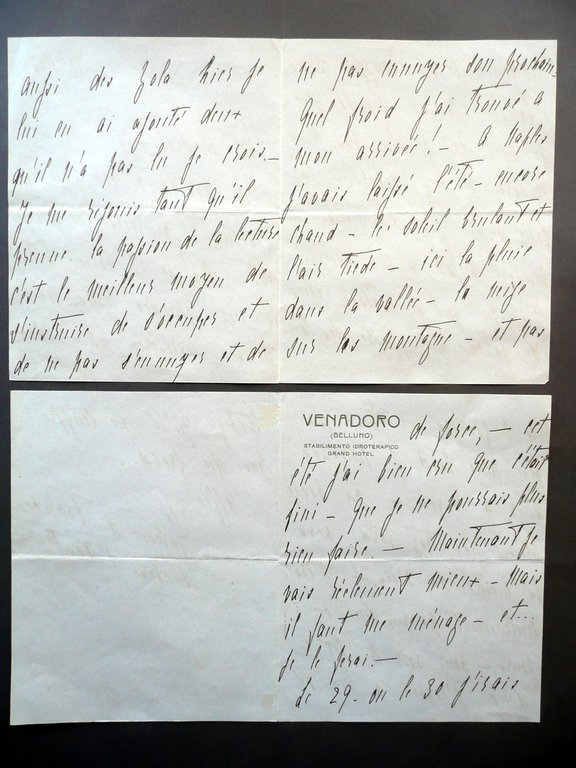 aussi des Zola hier je
lui en ai ajouté deux
qu'il n'a pas lu je crois.—
Je me réjouis tant qu'il
prenne la passion de la lecture
c'est le meilleur moyen de
s'instruire de s'occuper et
de ne pas s'ennuyer et de
ne pas ennuyer son prochain.
Quel froid j'ai trouvé a
mon arrivée! — A Naples
j'avais laissé l'été — encore
chaud — le soleil brulant et
l'air tiède — ici la pluie
dans la vallée — la neige
sur les montagne — et pas
VENADORO
(BELLUNO)
STABILIMENTO IDROTERAPICO
GRAND HOTEL
de force, — cet
été j'ai bien cru que c'était
fini — que je ne pourrais plus
rien faire. — Maintenant je
vais réelement mieux — Mais
il faut me ménager — et...
je le ferai. —
Le 29 ou le 30 j'irais